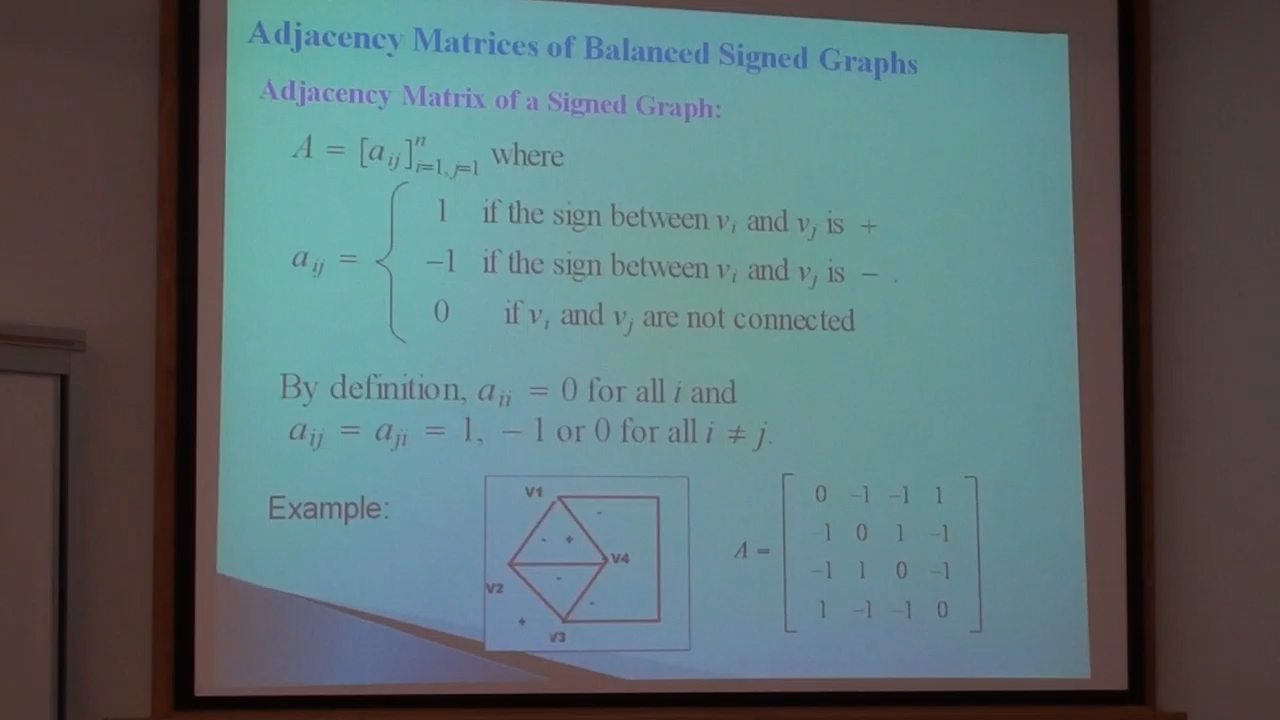 Adjacency Matrices of Balanced Signed Graphs
Adjacency Matrix of a Signed Graph:
A = [a_ij]^n_{i=1, j=1} where
a_ij = { 1 if the sign between v_i and v_j is +
−1 if the sign between v_i and v_j is − .
0 if v_i and v_j are not connected
By definition, a_ii = 0 for all i and
a_ij = a_ji = 1, −1 or 0 for all i ≠ j.
Example:
V1
-
- +
V4
-
V2
-
+
V3
A =
0 −1 −1 1
−1 0 1 −1
−1 1 0 −1
1 −1 −1 0